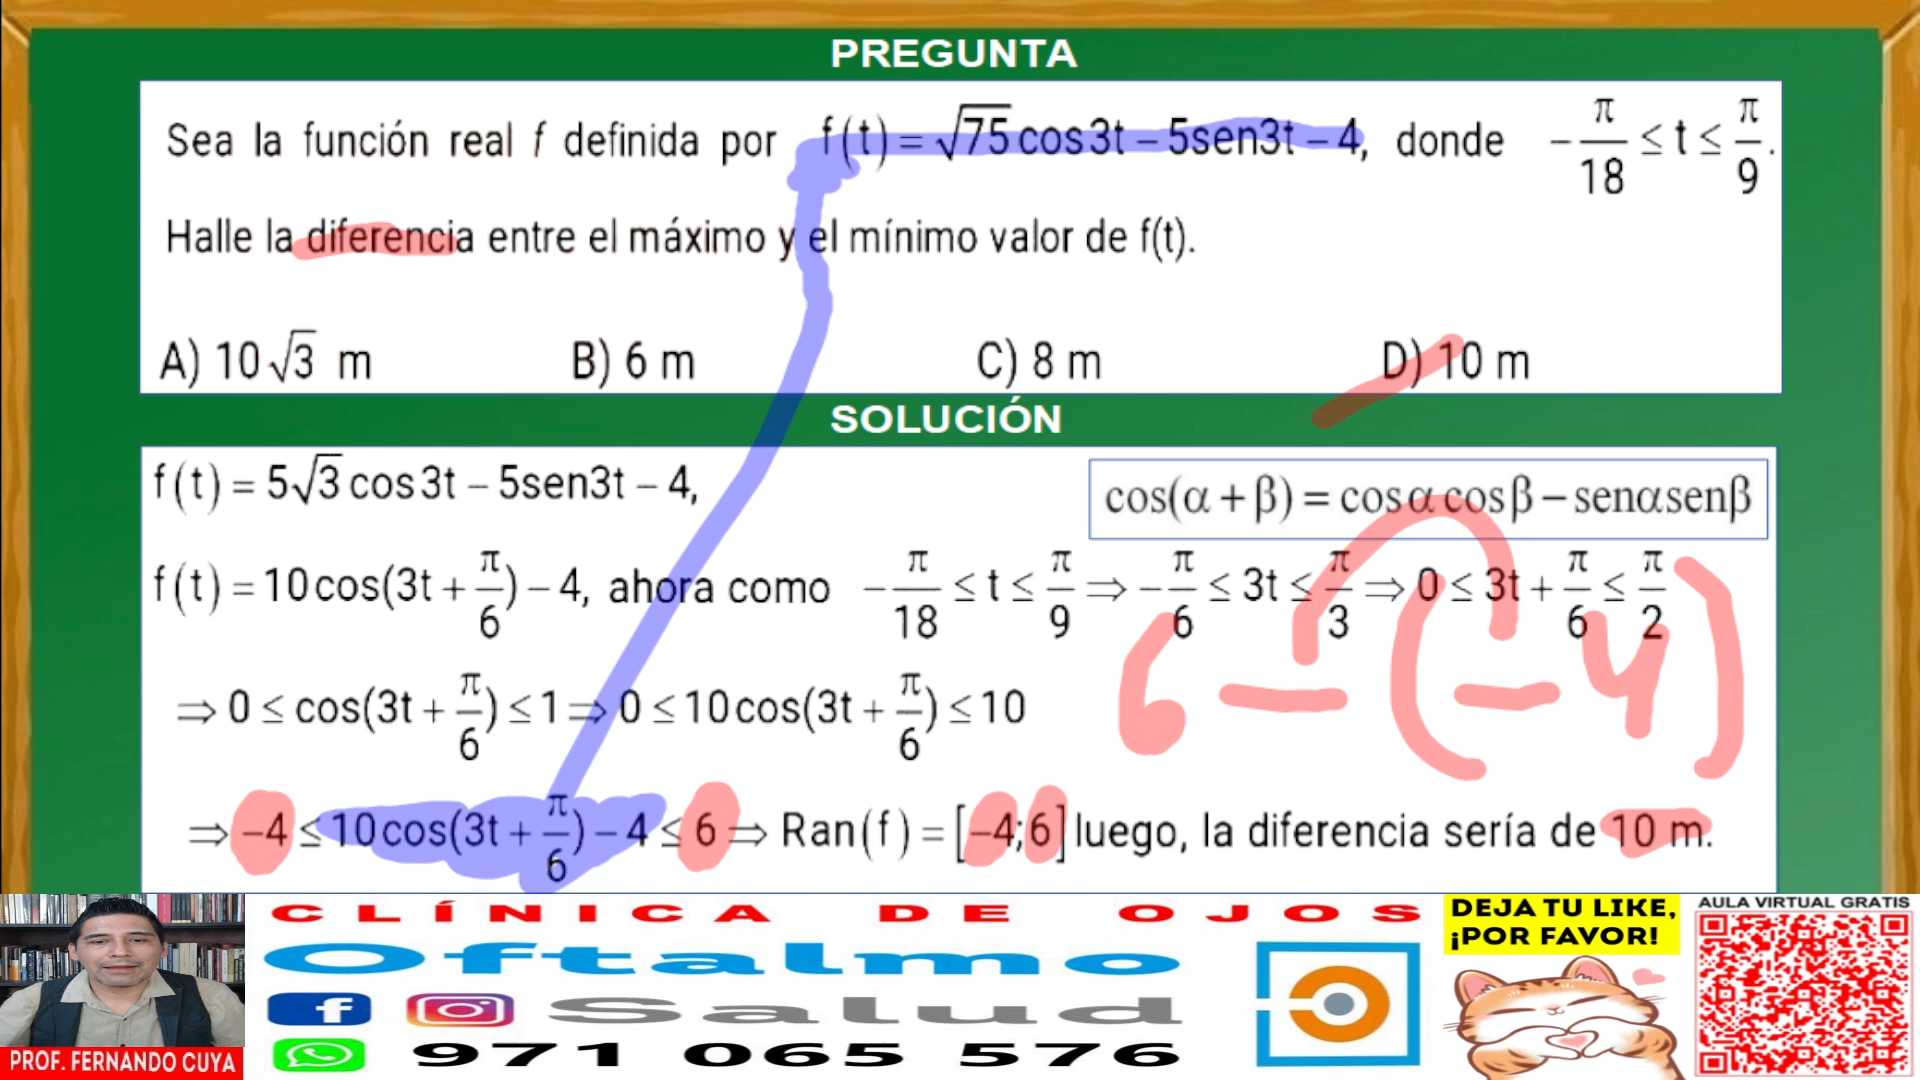 PREGUNTA
Sea la función real f definida por f(t) = √75 cos3t − 5sen3t − 4, donde −π/18 ≤ t ≤ π/9.
Halle la diferencia entre el máximo y el mínimo valor de f(t).
A) 10√3 m B) 6 m C) 8 m D) 10 m
SOLUCIÓN
f(t) = 5√3 cos3t − 5sen3t − 4,
cos(α + β) = cosα cosβ − senαsenβ
f(t) = 10cos(3t + π/6) − 4, ahora como −π/18 ≤ t ≤ π/9 ⇒ −π/6 ≤ 3t ≤ π/3 ⇒ 0 ≤ 3t + π/6 ≤ π/2
6 − (−4)
⇒ 0 ≤ cos(3t + π/6) ≤ 1 ⇒ 0 ≤ 10cos(3t + π/6) ≤ 10
⇒ −4 ≤ 10cos(3t + π/6) − 4 ≤ 6 ⇒ Ran(f) = [−4;6] luego, la diferencia sería de 10 m.
CLÍNICA DE OJOS
Oftalmo
Salud
971 065 576
PROF. FERNANDO CUYA
DEJA TU LIKE,
¡POR FAVOR!
AULA VIRTUAL GRATIS